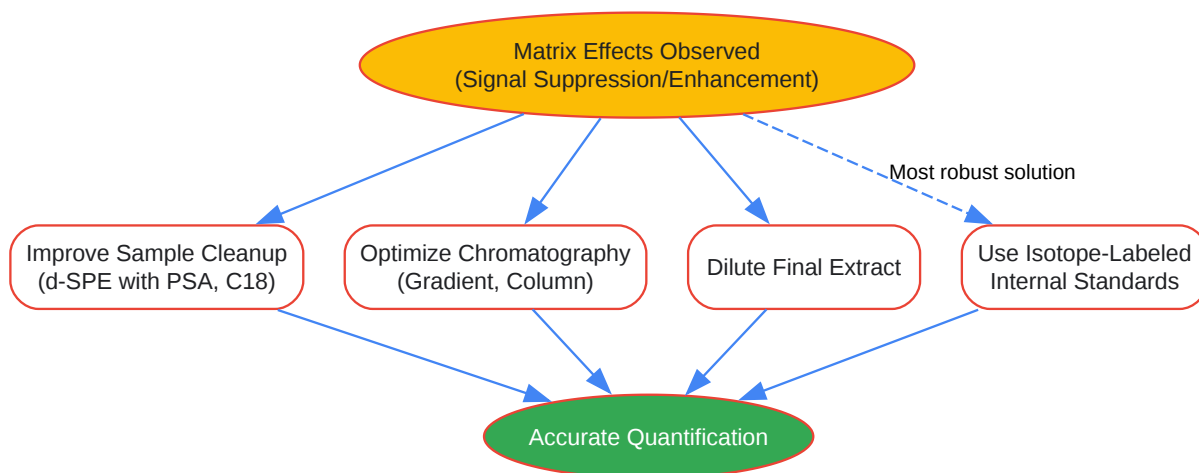 Matrix Effects Observed
(Signal Suppression/Enhancement)
Most robust solution
Improve Sample Cleanup
(d-SPE with PSA, C18)
Optimize Chromatography
(Gradient, Column)
Dilute Final Extract
Use Isotope-Labeled
Internal Standards
Accurate Quantification